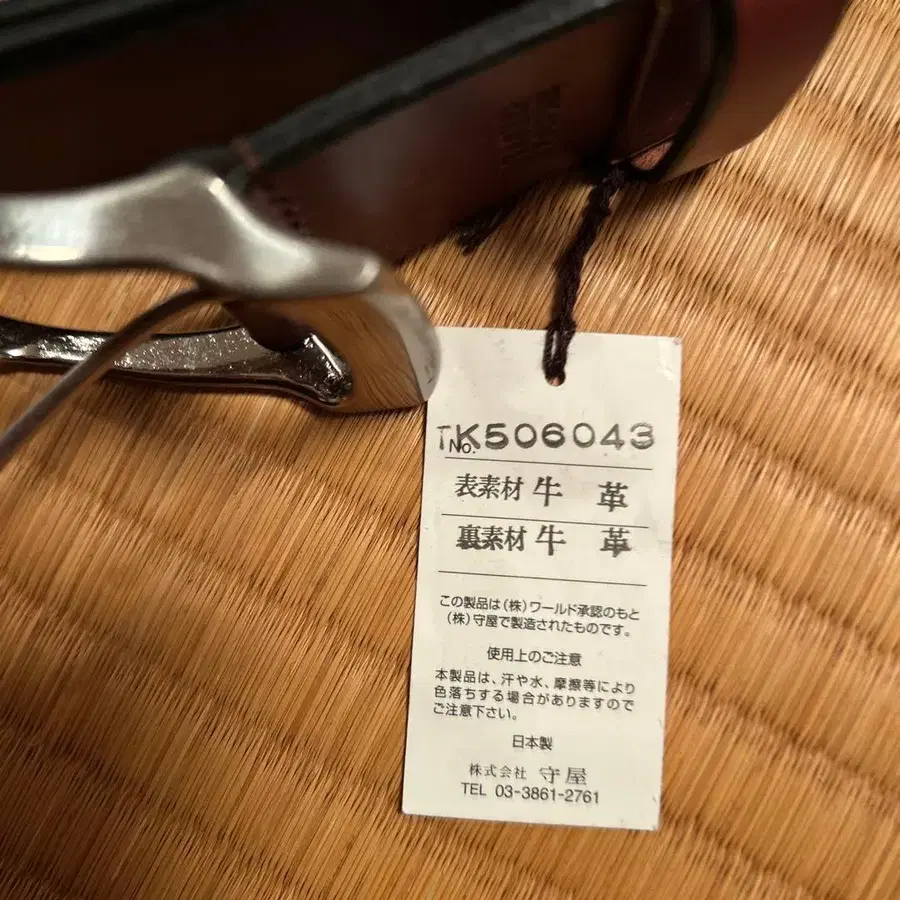 TK506043
No.
表素材 牛 革
裏素材 牛 革
この製品は(株)ワールド承認のもと
(株)守屋で製造されたものです。
使用上のご注意
本製品は、汗や水、摩擦等により
色落ちする場合がありますので
ご注意下さい。
日本製
株式会社 守屋
TEL 03-3861-2761